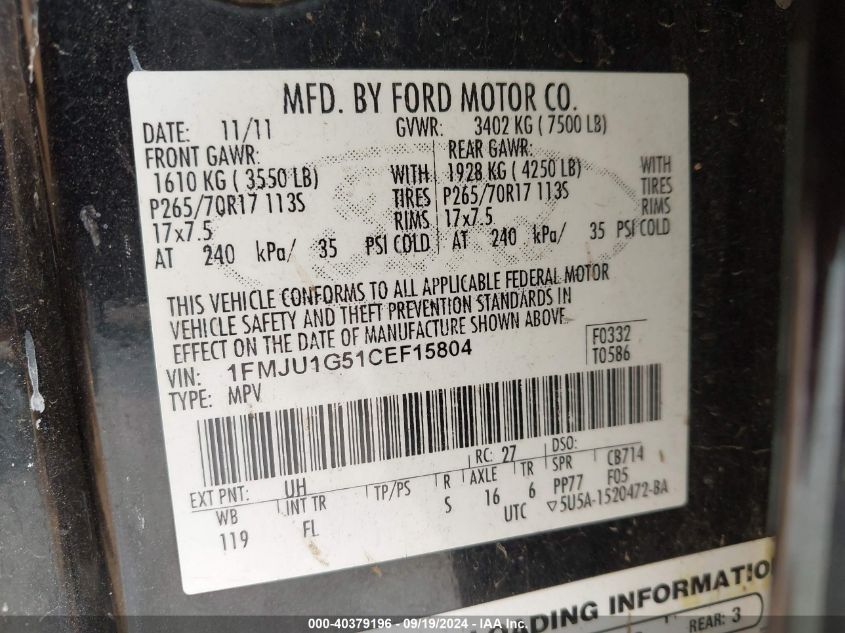 MFD. BY FORD MOTOR CO.
DATE: 11/11 GVWR: 3402 KG ( 7500 LB)
FRONT GAWR: REAR GAWR:
1610 KG ( 3550 LB) WITH 1928 KG ( 4250 LB) WITH
P265/70R17 113S TIRES P265/70R17 113S TIRES
17x7.5 RIMS 17x7.5 RIMS
AT 240 kPa/ 35 PSI COLD AT 240 kPa/ 35 PSI COLD
THIS VEHICLE CONFORMS TO ALL APPLICABLE FEDERAL MOTOR
VEHICLE SAFETY AND THEFT PREVENTION STANDARDS IN
EFFECT ON THE DATE OF MANUFACTURE SHOWN ABOVE.
VIN: 1FMJU1G51CEF15804 F0332
TYPE: MPV T0586
EXT PNT: UH RC: 27 DSO:
WB INT TR TP/PS R AXLE TR SPR CB714
119 FL S 16 6 PP77 F05
UTC ▽5U5A-1520472-BA
LOADING INFORMATION
REAR: 3
000-40379196 - 09/19/2024 - IAA Inc.